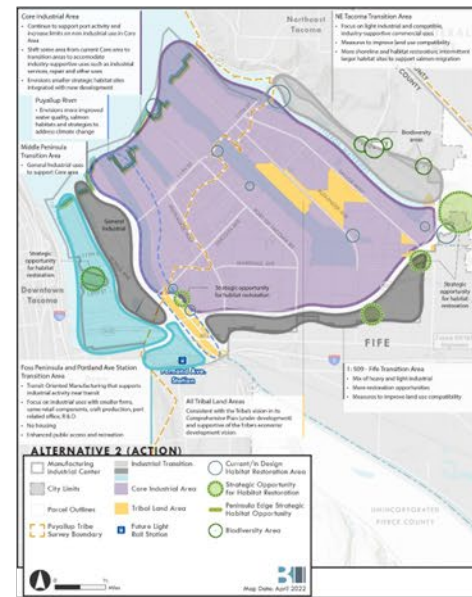 Core Industrial Area
• Continue to support port activity and
increase limits on non industrial use in Core
Area
• Shift some area from current Core area to
transition areas to accomodate
industry-supportive uses such as industrial
services, repair and other uses
• Envisions smaller strategic habitat sites
integrated with new development
Puyallup River
• Envisions more improved
water quality, salmon
habitats and strategies to
address climate change
Middle Peninsula
Transition Area
• General Industrial uses
to support Core area
Northeast
Tacoma
NE Tacoma Transition Area
• Focus on light industrial and compatible,
industry-supportive commercial uses
• Measures to improve land use compatibility
• More shoreline and habitat restoration; intermittent
larger habitat sites to support salmon migration
COUNTY
Biodiversity
areas
General
Industrial
Strategic
opportunity for
habitat
restoration
Downtown
Tacoma
Strategic opportunity
for habitat restoration
Strategic
opportunity for
habitat restoration
FIFE
Portland Ave.
Station
Foss Peninsula and Portland Ave Station
Transition Area
• Transit-Oriented Manufacturing that supports
industrial activity near transit
• Focus on industrial uses with smaller firms,
some retail components, craft production, port
related office, R & D
• No housing
• Enhanced public access and recreation
All Tribal Land Areas
Consistent with the Tribe's vision in its
Comprehensive Plan (under development)
and supportive of the tribes economic
development vision.
I-509 - Fife Transition Area
• Mix of heavy and light industrial
• More restoration opportunities
• Measures to improve land use compatibility
UNINCORPORATED
PIERCE COUNTY
ALTERNATIVE 2 (ACTION)
Manufacturing
Industrial Center
City Limits
Parcel Outlines
Puyallup Tribe
Survey Boundary
Industrial Transition
Core Industrial Area
Tribal Land Area
Future Light
Rail Station
Current/In Design
Habitat Restoration Area
Strategic Opportunity
for Habitat Restoration
Peninsula Edge Strategic
Habitat Opportunity
Biodiversity Area
Miles
Map Date: April 2022